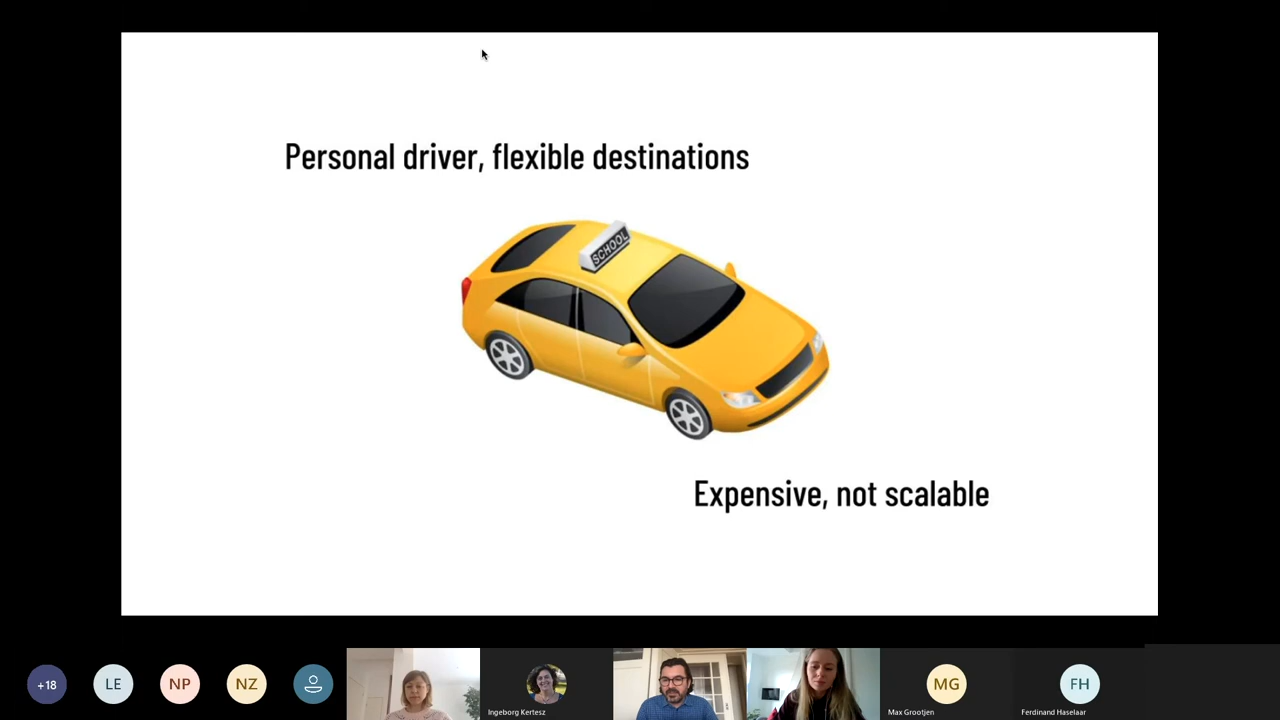 Personal driver, flexible destinations
SCHOOL
Expensive, not scalable
+18
LE
NP
NZ
MG
FH
Ingeborg Kertesz
Max Grootjen
Ferdinand Haselaar